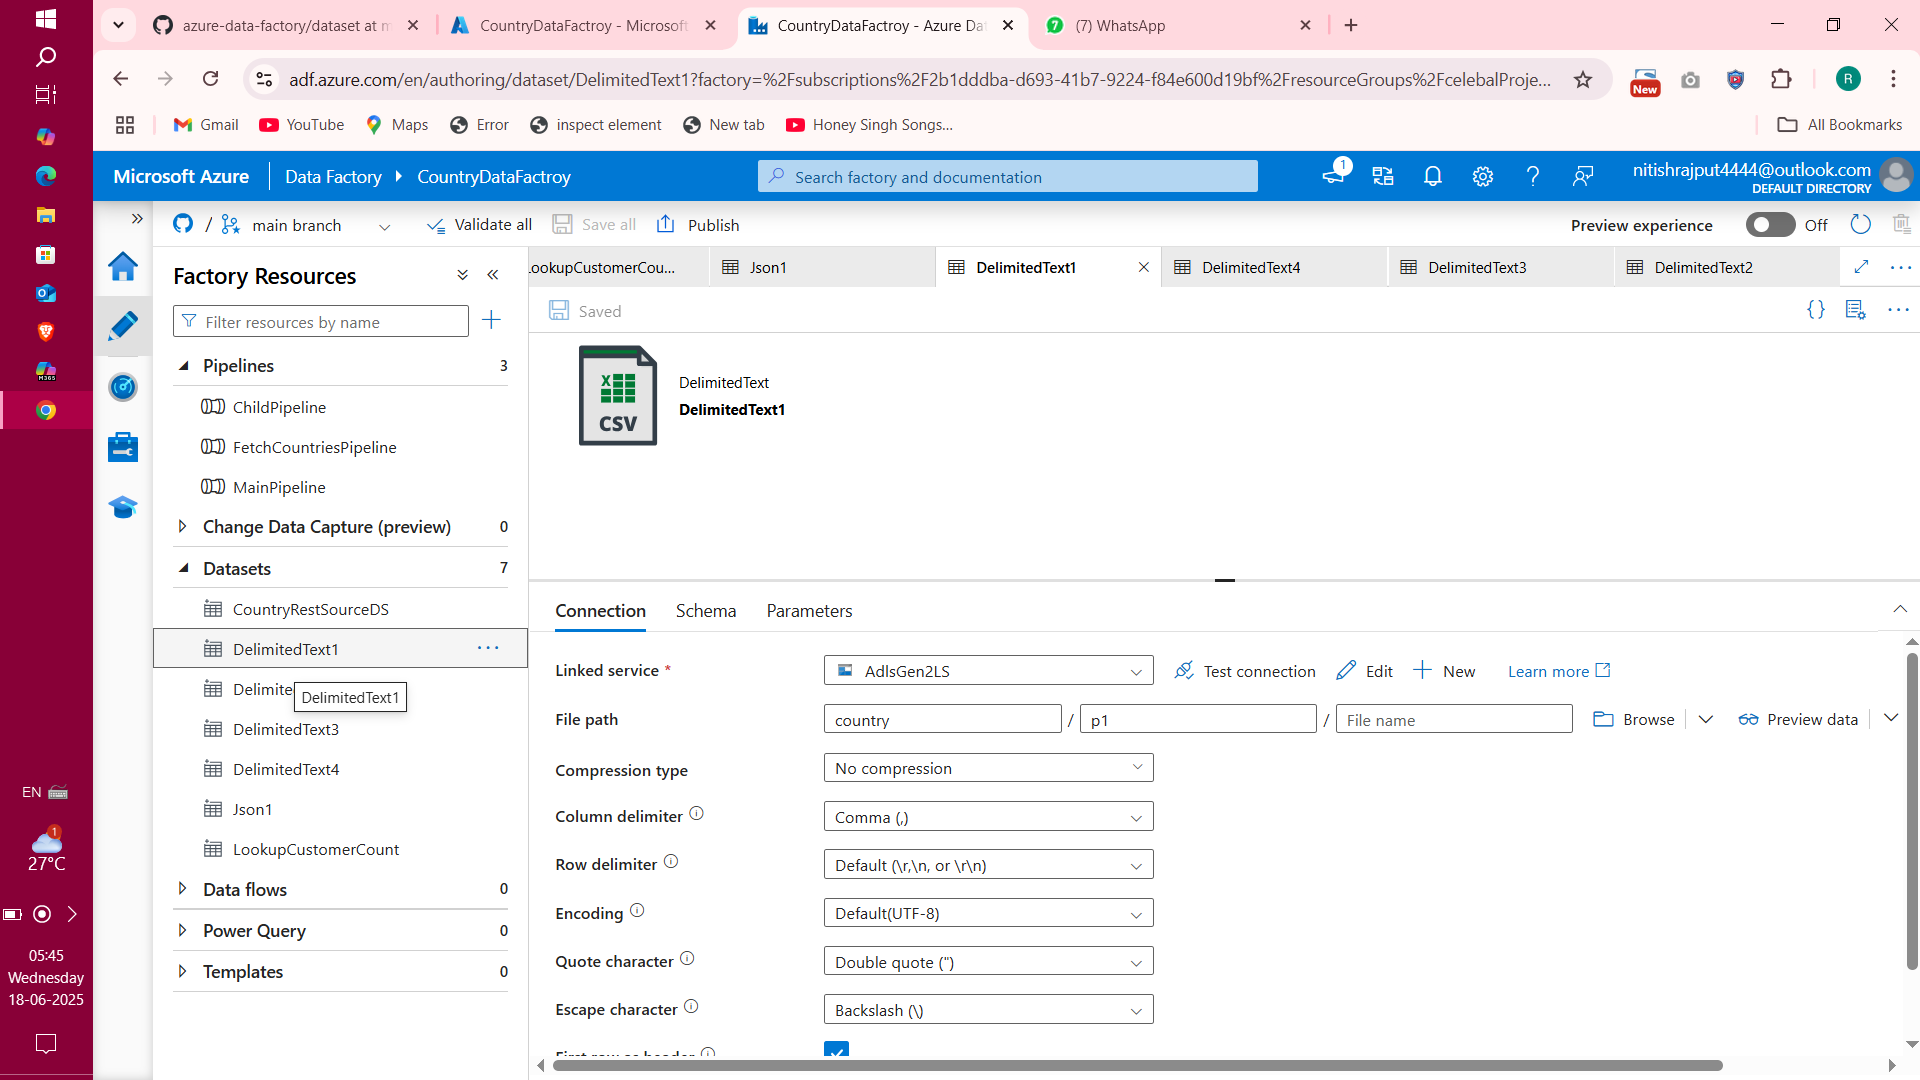 azure-data-factory/dataset at m
CountryDataFactroy - Microsoft
CountryDataFactroy - Azure Da
(7) WhatsApp
adf.azure.com/en/authoring/dataset/DelimitedText1?factory=%2Fsubscriptions%2F2b1dddba-d693-41b7-9224-f84e600d19bf%2FresourceGroups%2FcelebalProje...
New
R
Gmail
YouTube
Maps
Error
inspect element
New tab
Honey Singh Songs...
All Bookmarks
Microsoft Azure
Data Factory
CountryDataFactroy
Search factory and documentation
1
nitishrajput4444@outlook.com
DEFAULT DIRECTORY
/ main branch
Validate all
Save all
Publish
Preview experience
Off
Factory Resources
Filter resources by name
Pipelines 3
ChildPipeline
FetchCountriesPipeline
MainPipeline
Change Data Capture (preview) 0
Datasets 7
CountryRestSourceDS
DelimitedText1
Delimite
DelimitedText1
DelimitedText3
DelimitedText4
Json1
LookupCustomerCount
Data flows 0
Power Query 0
Templates 0
ookupCustomerCou...
Json1
DelimitedText1
DelimitedText4
DelimitedText3
DelimitedText2
Saved
CSV
DelimitedText
DelimitedText1
Connection
Schema
Parameters
Linked service *
AdlsGen2LS
Test connection
Edit
New
Learn more
File path
country / p1 / File name
Browse
Preview data
Compression type
No compression
Column delimiter
Comma (,)
Row delimiter
Default (\r,\n, or \r\n)
Encoding
Default(UTF-8)
Quote character
Double quote (")
Escape character
Backslash (\)
First row as header
M365
EN
1
27°C
05:45
Wednesday
18-06-2025